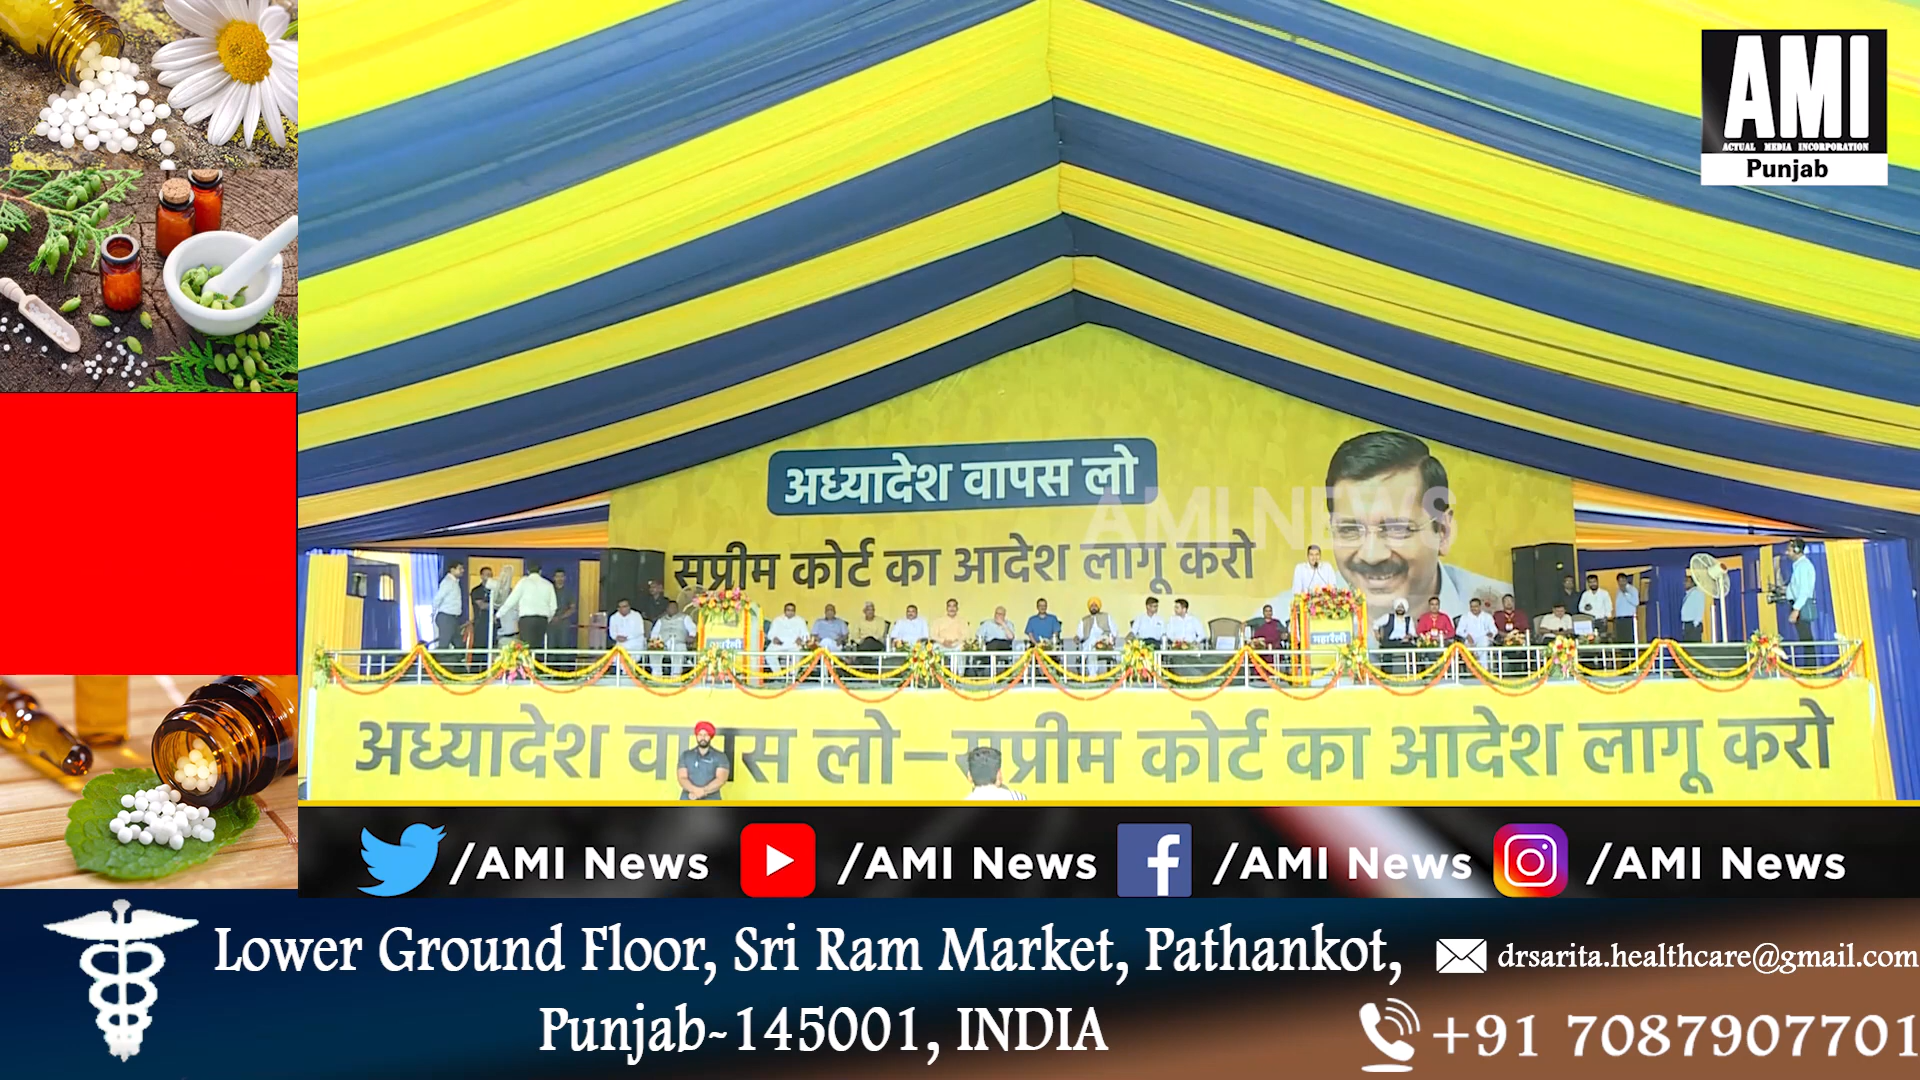 AMI
ACTUAL MEDIA INCORPORATION
Punjab
अध्यादेश वापस लो
AMI NEWS
सुप्रीम कोर्ट का आदेश लागू करो
महारैली
महारैली
अध्यादेश वापस लो–सुप्रीम कोर्ट का आदेश लागू करो
/AMI News /AMI News /AMI News /AMI News
Lower Ground Floor, Sri Ram Market, Pathankot,
Punjab-145001, INDIA
drsarita.healthcare@gmail.com
+91 7087907701